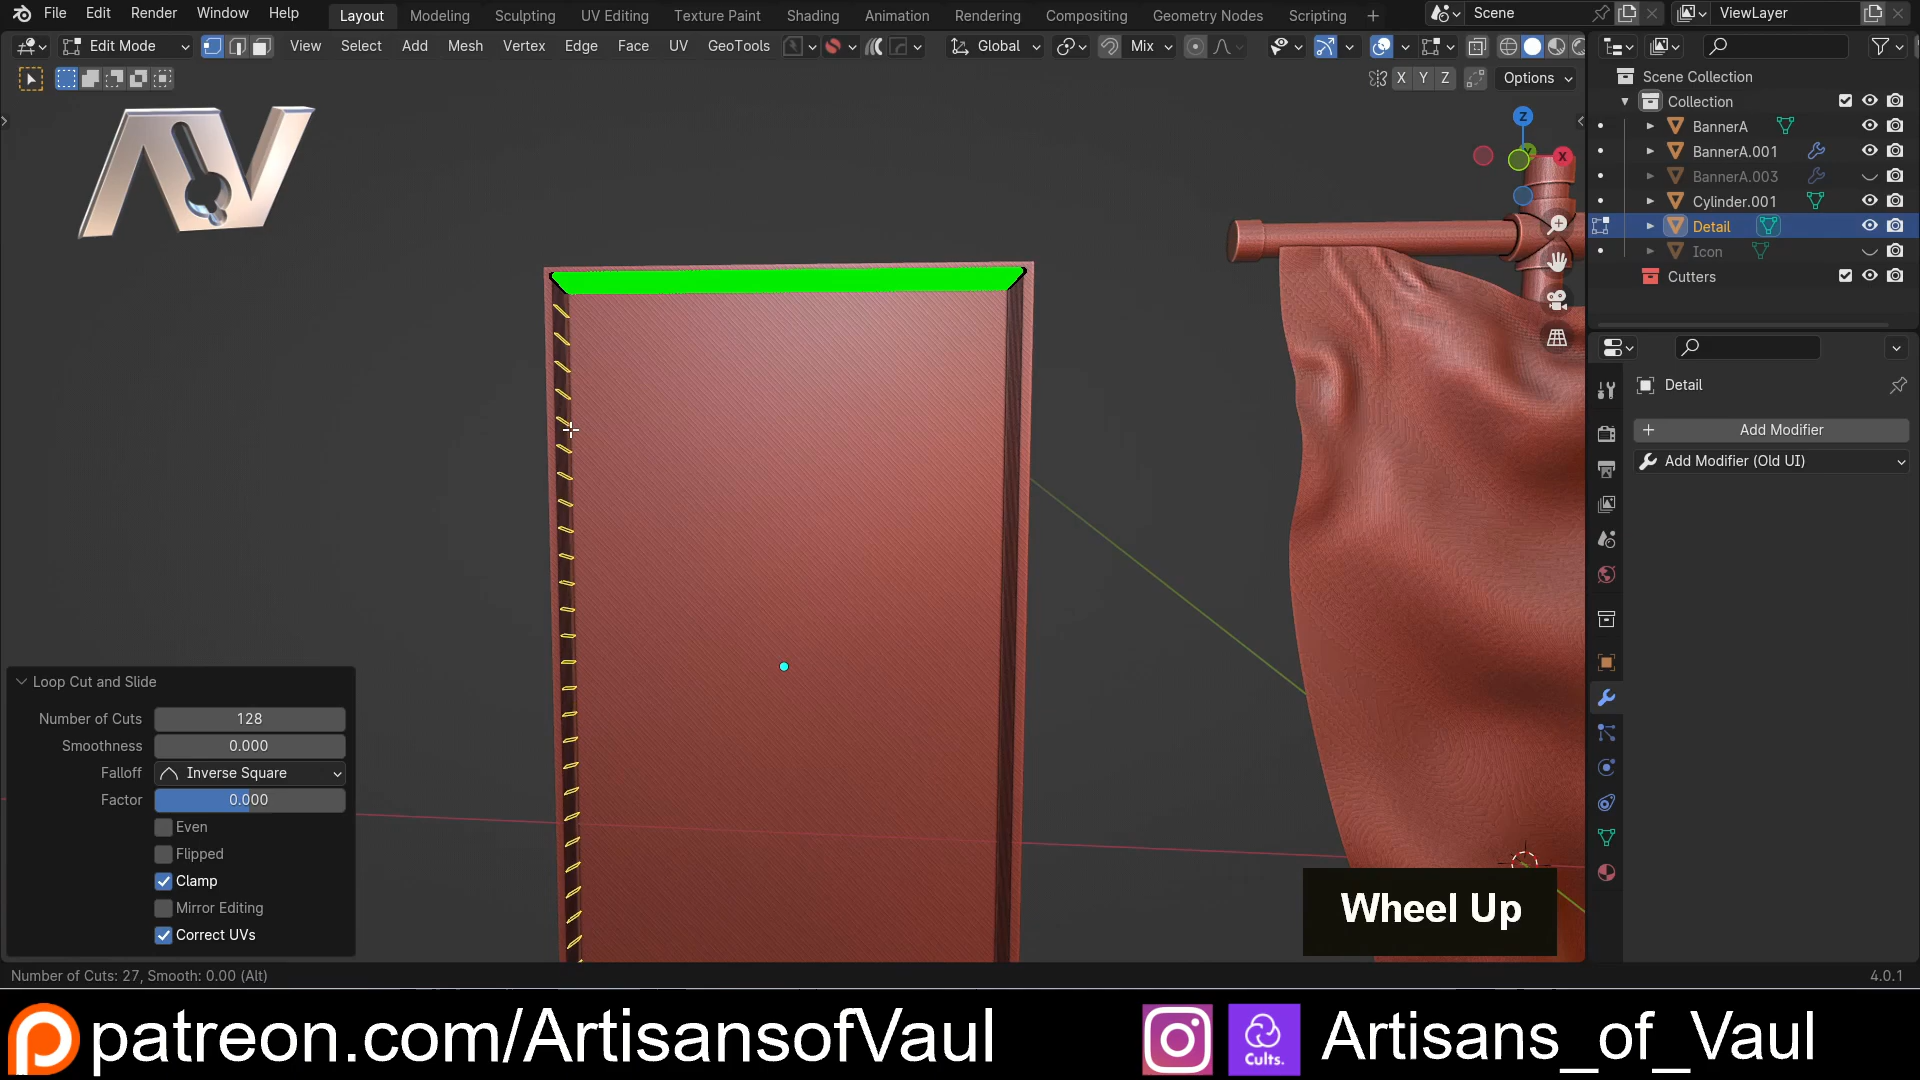 File Edit Render Window Help Layout Modeling Sculpting UV Editing Texture Paint Shading Animation Rendering Compositing Geometry Nodes Scripting Scene ViewLayer
Edit Mode View Select Add Mesh Vertex Edge Face UV GeoTools Global Mix
X Y Z Options
AV
Z
Y
X
Scene Collection
Collection
BannerA
BannerA.001
BannerA.003
Cylinder.001
Detail
Icon
Cutters
Detail
Add Modifier
Add Modifier (Old UI)
Loop Cut and Slide
Number of Cuts 128
Smoothness 0.000
Falloff Inverse Square
Factor 0.000
Even
Flipped
Clamp
Mirror Editing
Correct UVs
Wheel Up
Number of Cuts: 27, Smooth: 0.00 (Alt) 4.0.1
patreon.com/ArtisansofVaul Cults. Artisans_of_Vaul